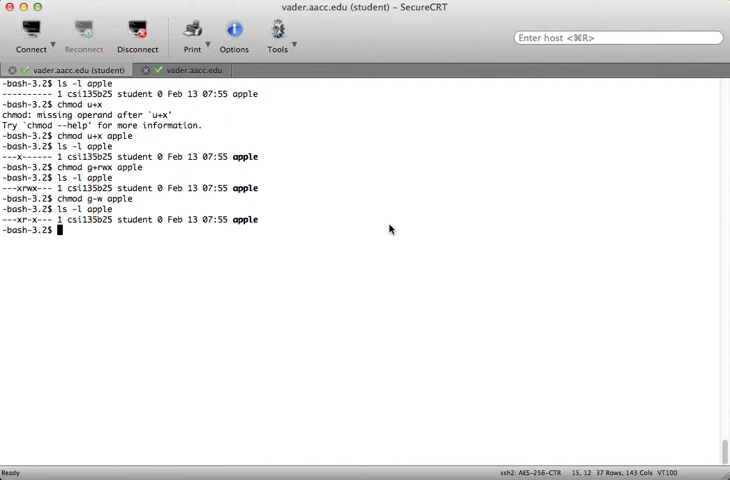 vader.aacc.edu (student) – SecureCRT
Connect
Reconnect
Disconnect
Print
Options
Tools
Enter host <⌘R>
vader.aacc.edu (student)
vader.aacc.edu
-bash-3.2$ ls -l apple
---------- 1 csi135b25 student 0 Feb 13 07:55 apple
-bash-3.2$ chmod u+x
chmod: missing operand after `u+x'
Try `chmod --help' for more information.
-bash-3.2$ chmod u+x apple
-bash-3.2$ ls -l apple
---x------ 1 csi135b25 student 0 Feb 13 07:55 apple
-bash-3.2$ chmod g+rwx apple
-bash-3.2$ ls -l apple
---xrwx--- 1 csi135b25 student 0 Feb 13 07:55 apple
-bash-3.2$ chmod g-w apple
-bash-3.2$ ls -l apple
---xr-x--- 1 csi135b25 student 0 Feb 13 07:55 apple
-bash-3.2$
Ready
ssh2: AES-256-CTR 15, 12 37 Rows, 143 Cols VT100